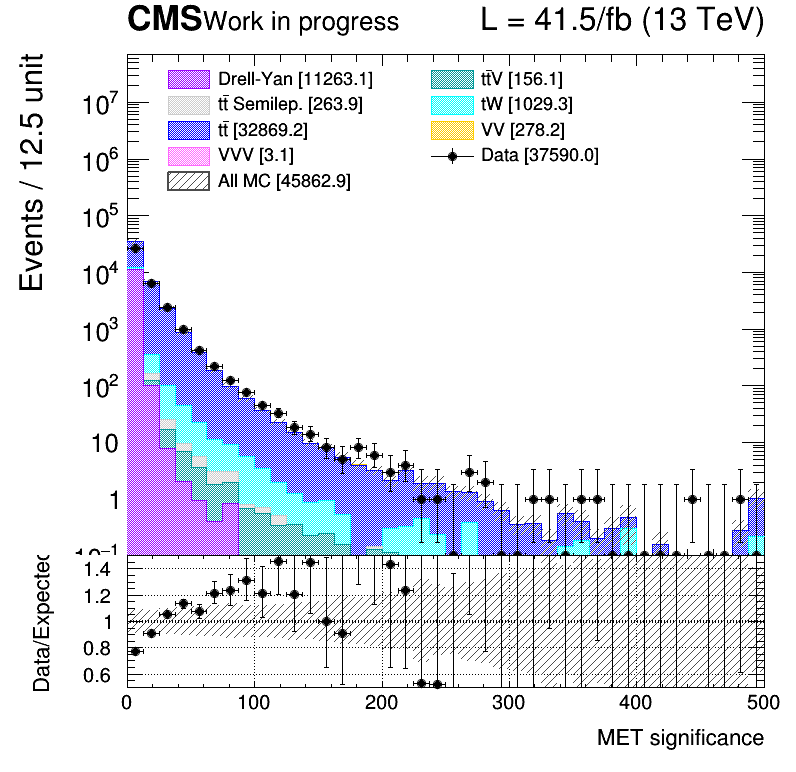 CMS Work in progress L = 41.5/fb (13 TeV)
Drell-Yan [11263.1] tt̄V [156.1]
tt̄ Semilep. [263.9] tW [1029.3]
tt̄ [32869.2] VV [278.2]
VVV [3.1] Data [37590.0]
All MC [45862.9]
Events / 12.5 unit
10⁷
10⁶
10⁵
10⁴
10³
10²
10
1
10⁻¹
Data/Expected
1.4
1.2
1
0.8
0.6
0 100 200 300 400 500
MET significance